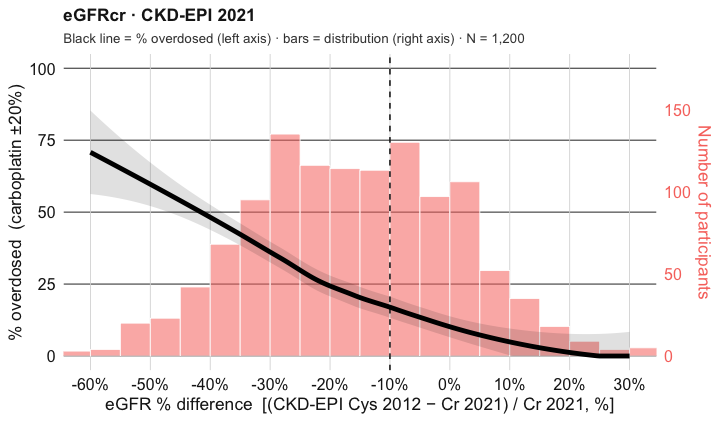 eGFRcr · CKD-EPI 2021
Black line = % overdosed (left axis) · bars = distribution (right axis) · N = 1,200
% overdosed (carboplatin ±20%)
100
75
50
25
0
150
100
50
0
Number of participants
-60% -50% -40% -30% -20% -10% 0% 10% 20% 30%
eGFR % difference [(CKD-EPI Cys 2012 − Cr 2021) / Cr 2021, %]